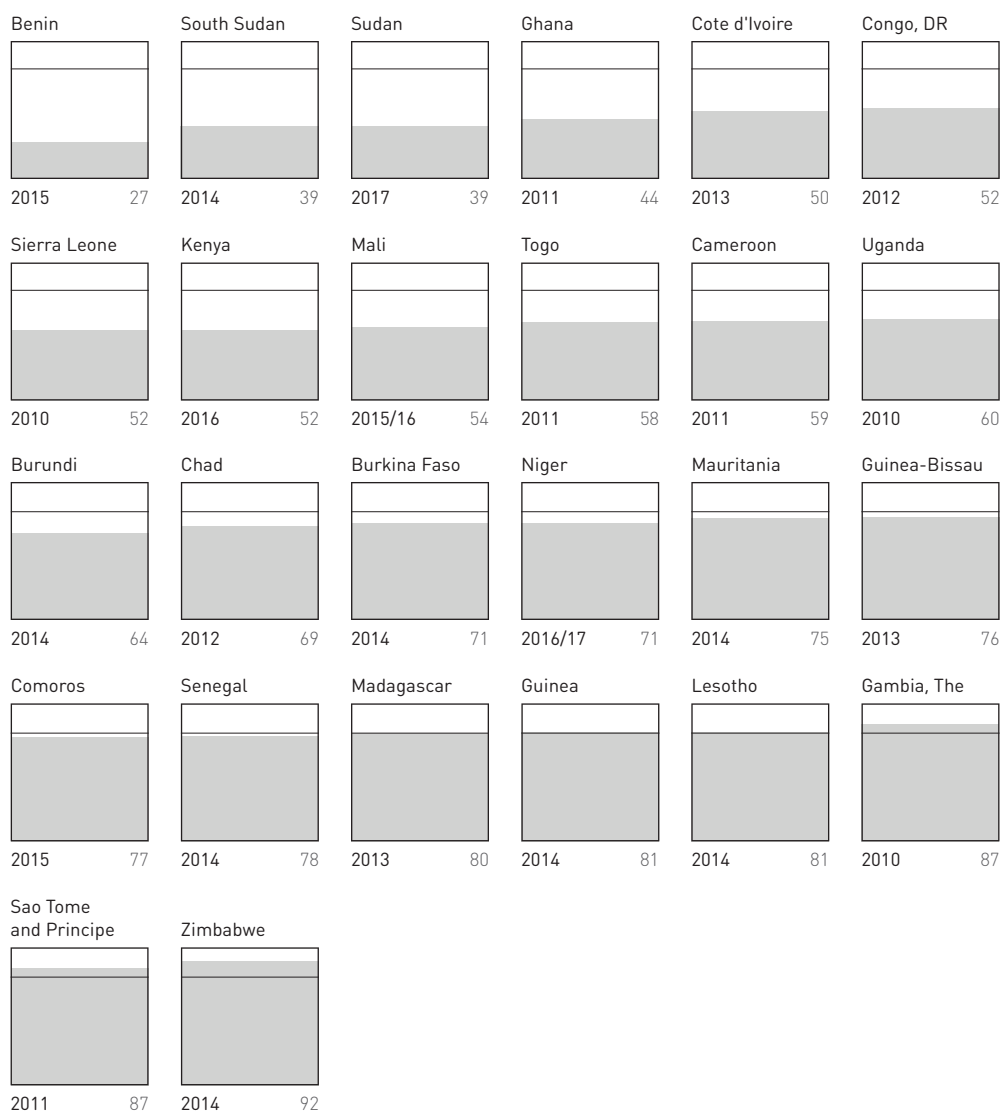 Benin South Sudan Sudan Ghana Cote d'Ivoire Congo, DR
2015 27 2014 39 2017 39 2011 44 2013 50 2012 52
Sierra Leone Kenya Mali Togo Cameroon Uganda
2010 52 2016 52 2015/16 54 2011 58 2011 59 2010 60
Burundi Chad Burkina Faso Niger Mauritania Guinea-Bissau
2014 64 2012 69 2014 71 2016/17 71 2014 75 2013 76
Comoros Senegal Madagascar Guinea Lesotho Gambia, The
2015 77 2014 78 2013 80 2014 81 2014 81 2010 87
Sao Tome
and Principe Zimbabwe
2011 87 2014 92